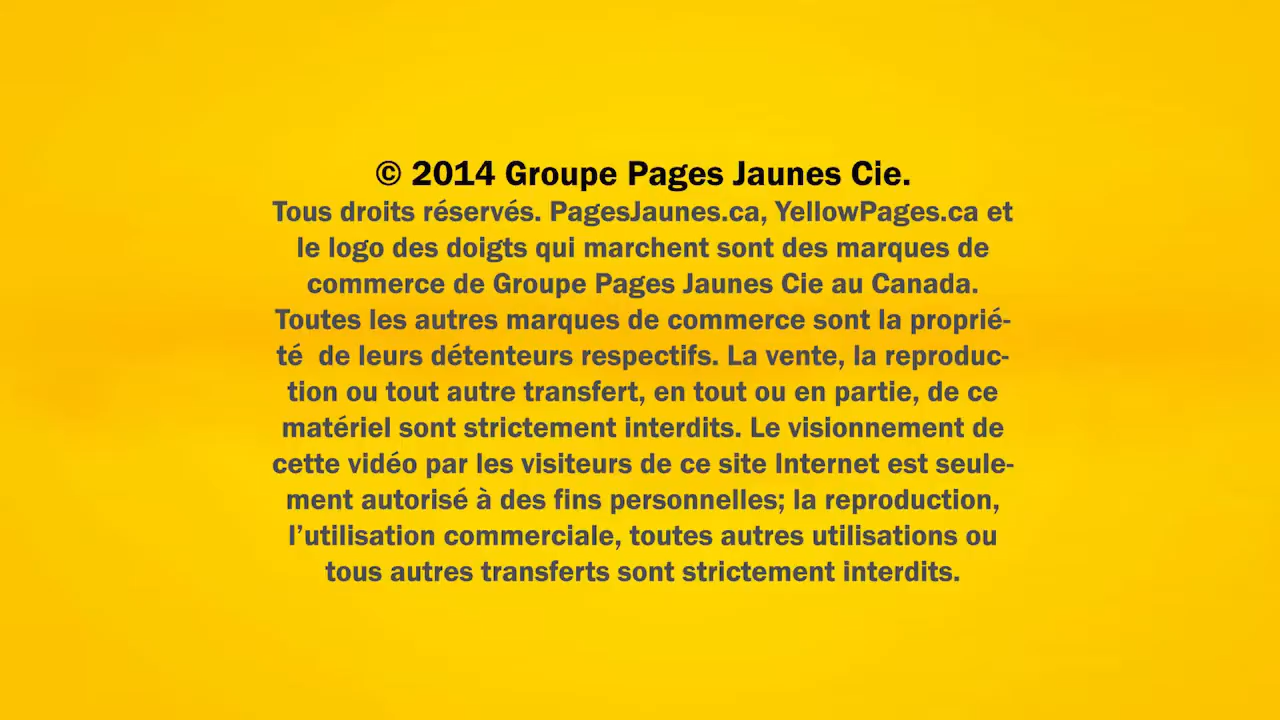 © 2014 Groupe Pages Jaunes Cie.
Tous droits réservés. PagesJaunes.ca, YellowPages.ca et
le logo des doigts qui marchent sont des marques de
commerce de Groupe Pages Jaunes Cie au Canada.
Toutes les autres marques de commerce sont la proprié-
té  de leurs détenteurs respectifs. La vente, la reproduc-
tion ou tout autre transfert, en tout ou en partie, de ce
matériel sont strictement interdits. Le visionnement de
cette vidéo par les visiteurs de ce site Internet est seule-
ment autorisé à des fins personnelles; la reproduction,
l’utilisation commerciale, toutes autres utilisations ou
tous autres transferts sont strictement interdits.